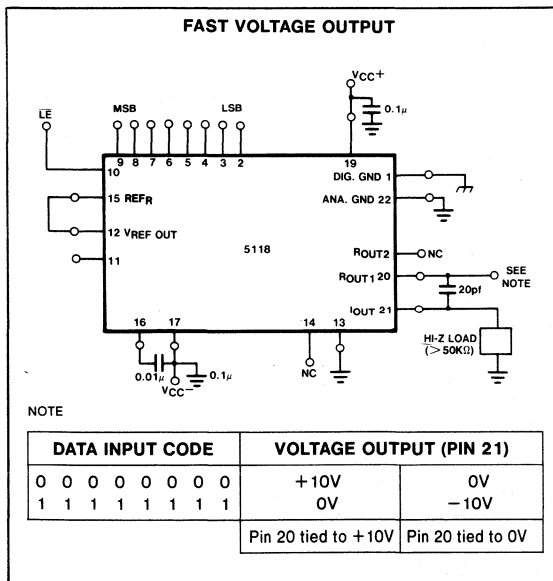 FAST VOLTAGE OUTPUT
VCC+
0.1μ
LE
MSB LSB
9 8 7 6 5 4 3 2 19
10 DIG. GND 1
15 REFR ANA. GND 22
12 VREF OUT
11 5118
ROUT2 NC
ROUT1 20 SEE NOTE
20pf
IOUT 21
HI-Z LOAD
(>50KΩ)
16 17 14 13
0.01μ 0.1μ
VCC−
NC
NOTE
DATA INPUT CODE VOLTAGE OUTPUT (PIN 21)
0 0 0 0 0 0 0 0 +10V 0V
1 1 1 1 1 1 1 1 0V −10V
Pin 20 tied to +10V Pin 20 tied to 0V